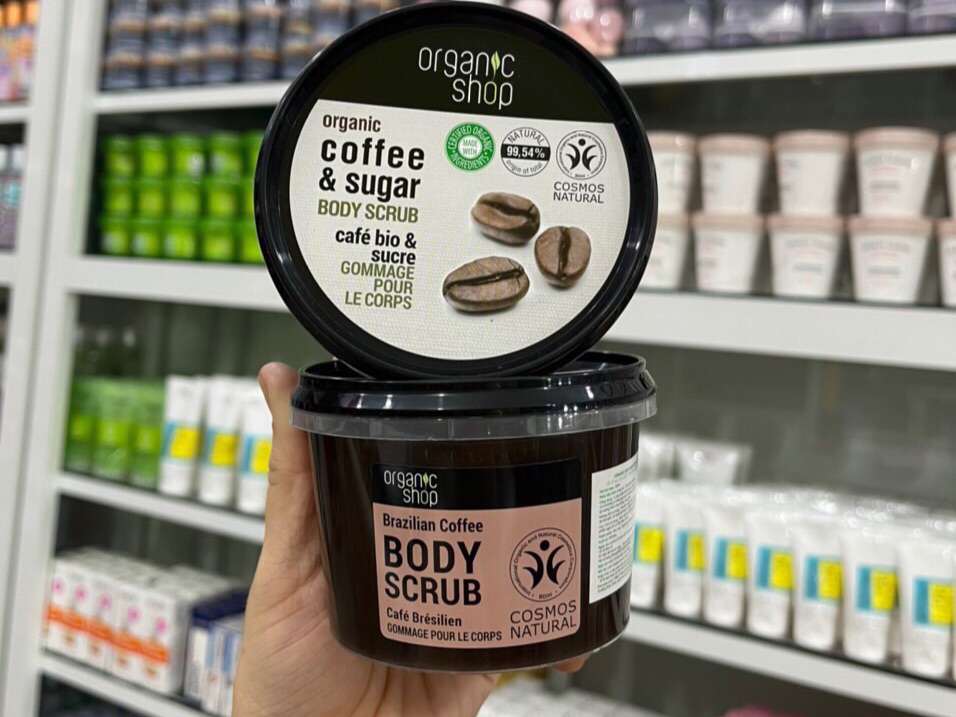 organic
shop
organic
coffee
& sugar
BODY SCRUB
café bio &
sucre
GOMMAGE
POUR
LE CORPS
CERTIFIED ORGANIC
MADE
WITH
INGREDIENTS
NATURAL
99,54%
origin of total
COSMOS
NATURAL
organic
shop
Brazilian Coffee
BODY
SCRUB
Café Brésilien
GOMMAGE POUR LE CORPS
BDIH
COSMOS
NATURAL